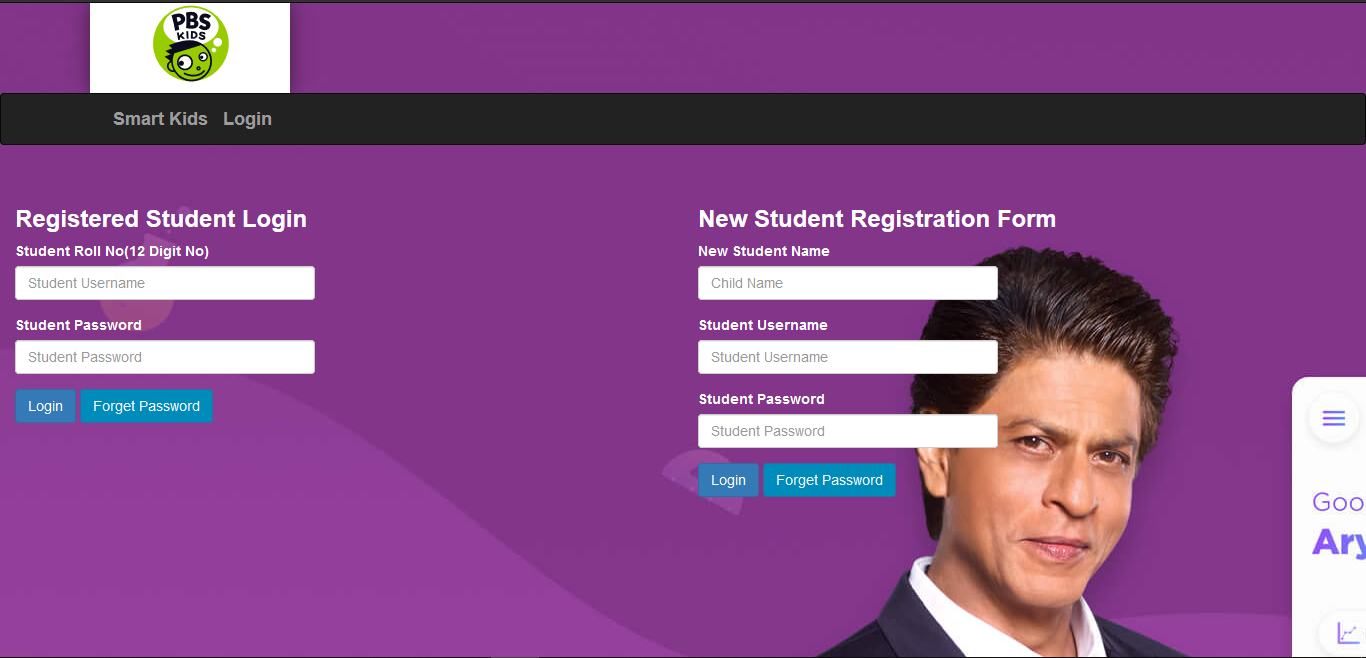 PBS
KIDS
Smart Kids Login
Registered Student Login
Student Roll No(12 Digit No)
Student Username
Student Password
Student Password
Login Forget Password
New Student Registration Form
New Student Name
Child Name
Student Username
Student Username
Student Password
Student Password
Login Forget Password
Goo
Ary